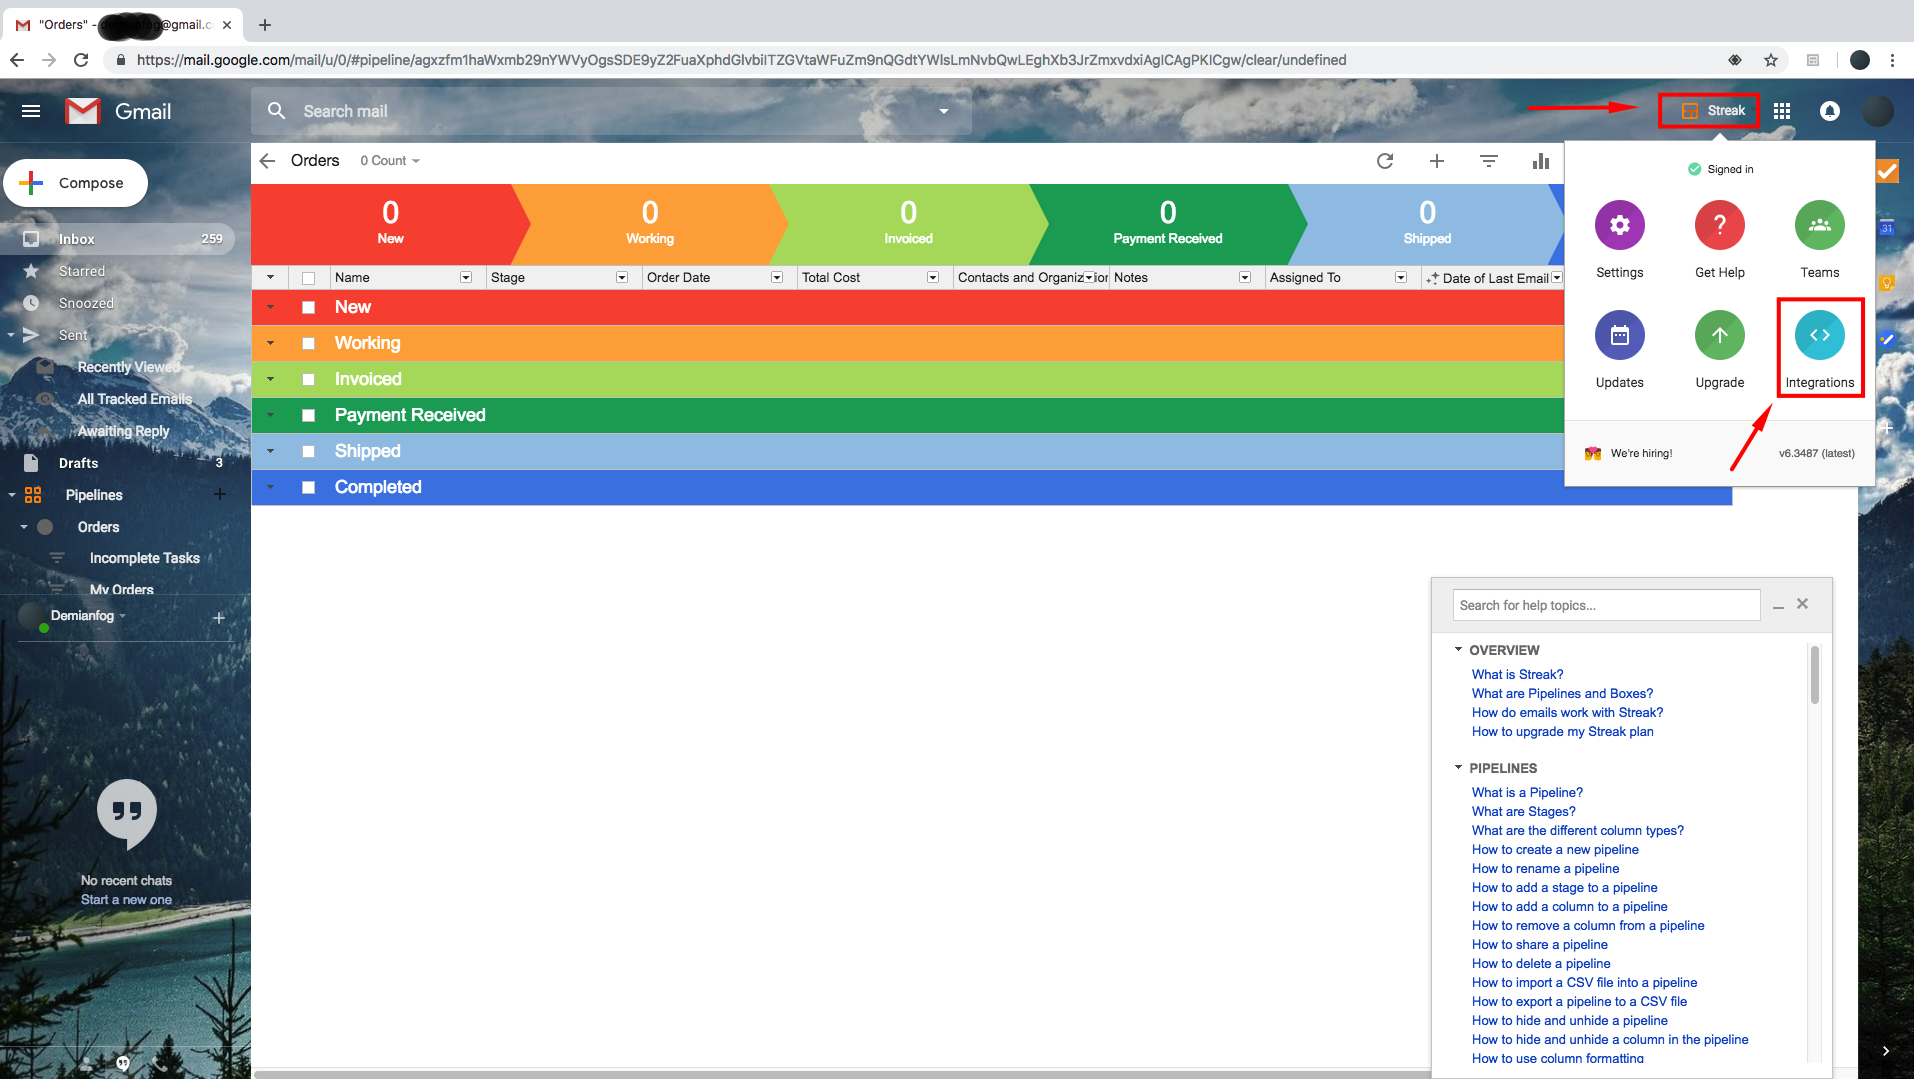 "Orders" - @gmail.c
https://mail.google.com/mail/u/0/#pipeline/agxzfm1haWxmb29nYWVyOgsSDE9yZ2FuaXphdGlvbiITZGVtaWFuZm9nQGdtYWlsLmNvbQwLEghXb3JrZmxvdxiAgICAgPKICgw/clear/undefined
Gmail
Search mail
Streak
Compose
Inbox 259
Starred
Snoozed
Sent
Recently Viewed
All Tracked Emails
Awaiting Reply
Drafts 3
Pipelines
Orders
Incomplete Tasks
My Orders
Demianfog
No recent chats
Start a new one
Orders 0 Count
0 0 0 0 0
New Working Invoiced Payment Received Shipped
Name Stage Order Date Total Cost Contacts and Organization Notes Assigned To Date of Last Email
New
Working
Invoiced
Payment Received
Shipped
Completed
Signed in
Settings Get Help Teams
Updates Upgrade Integrations
We're hiring! v6.3487 (latest)
31
Search for help topics...
OVERVIEW
What is Streak?
What are Pipelines and Boxes?
How do emails work with Streak?
How to upgrade my Streak plan
PIPELINES
What is a Pipeline?
What are Stages?
What are the different column types?
How to create a new pipeline
How to rename a pipeline
How to add a stage to a pipeline
How to add a column to a pipeline
How to remove a column from a pipeline
How to share a pipeline
How to delete a pipeline
How to import a CSV file into a pipeline
How to export a pipeline to a CSV file
How to hide and unhide a pipeline
How to hide and unhide a column in the pipeline
How to use column formatting